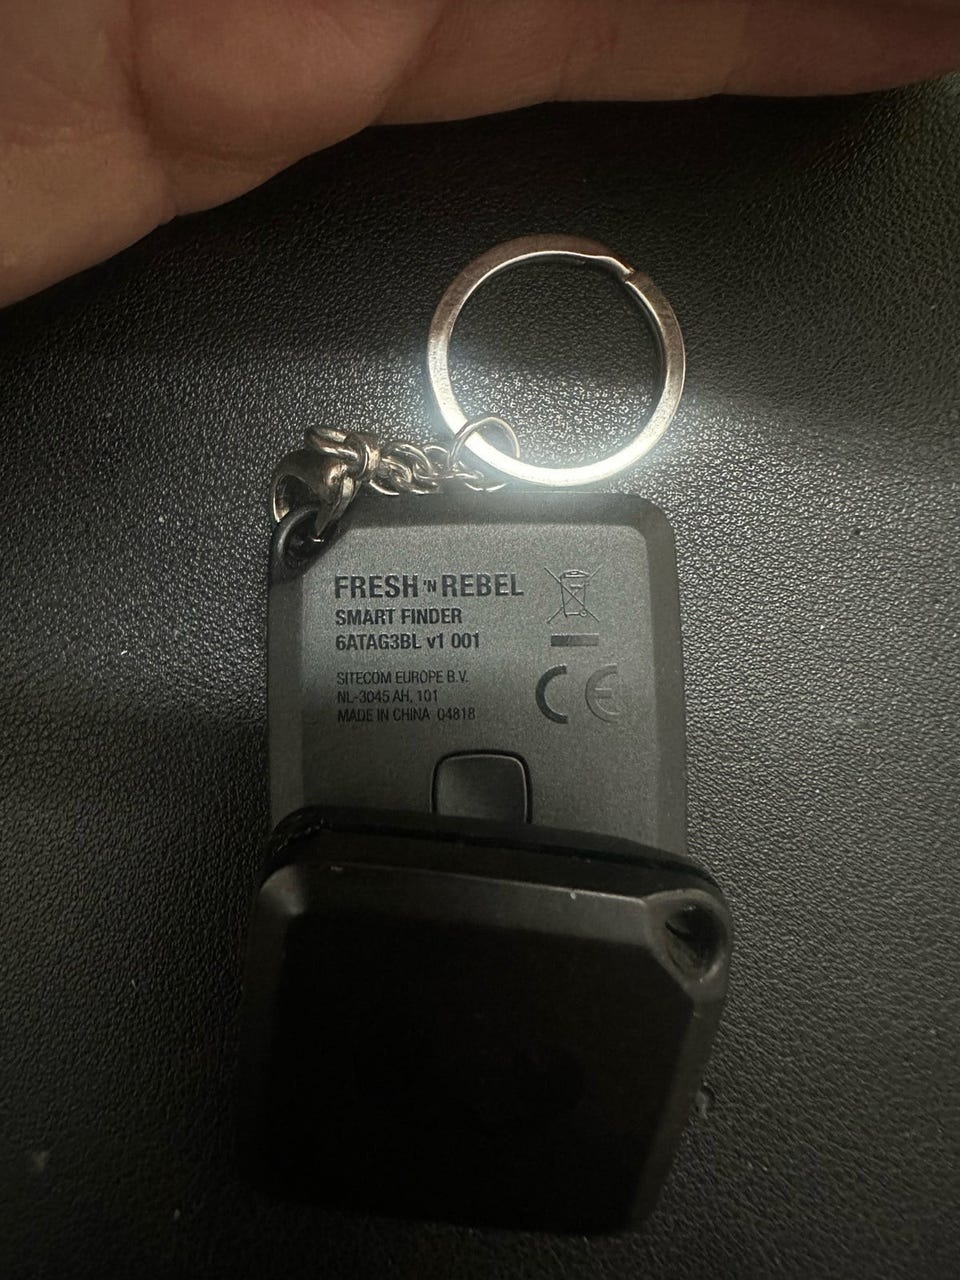 FRESH 'N REBEL
SMART FINDER
6ATAG3BL v1 001
SITECOM EUROPE B.V.
NL-3045 AH, 101
MADE IN CHINA 04818
CE